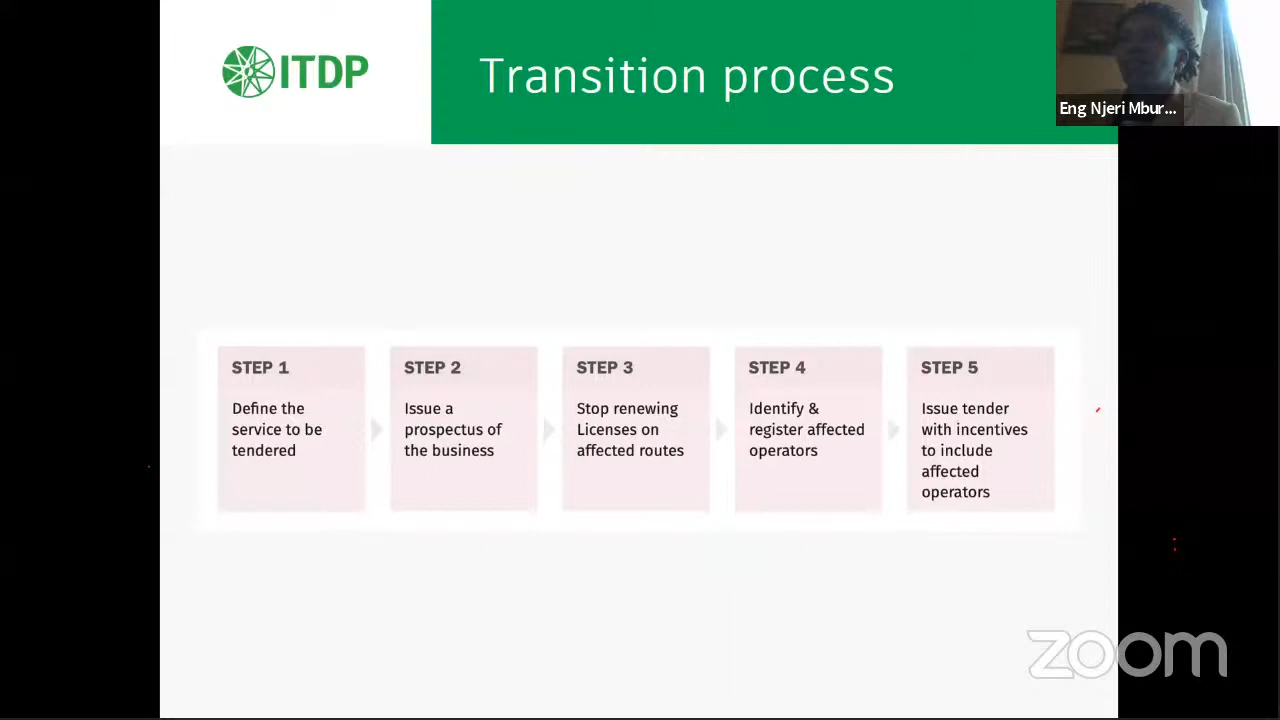 ITDP
Transition process
Eng Njeri Mbur...
STEP 1
Define the
service to be
tendered
STEP 2
Issue a
prospectus of
the business
STEP 3
Stop renewing
Licenses on
affected routes
STEP 4
Identify &
register affected
operators
STEP 5
Issue tender
with incentives
to include
affected
operators
zoom